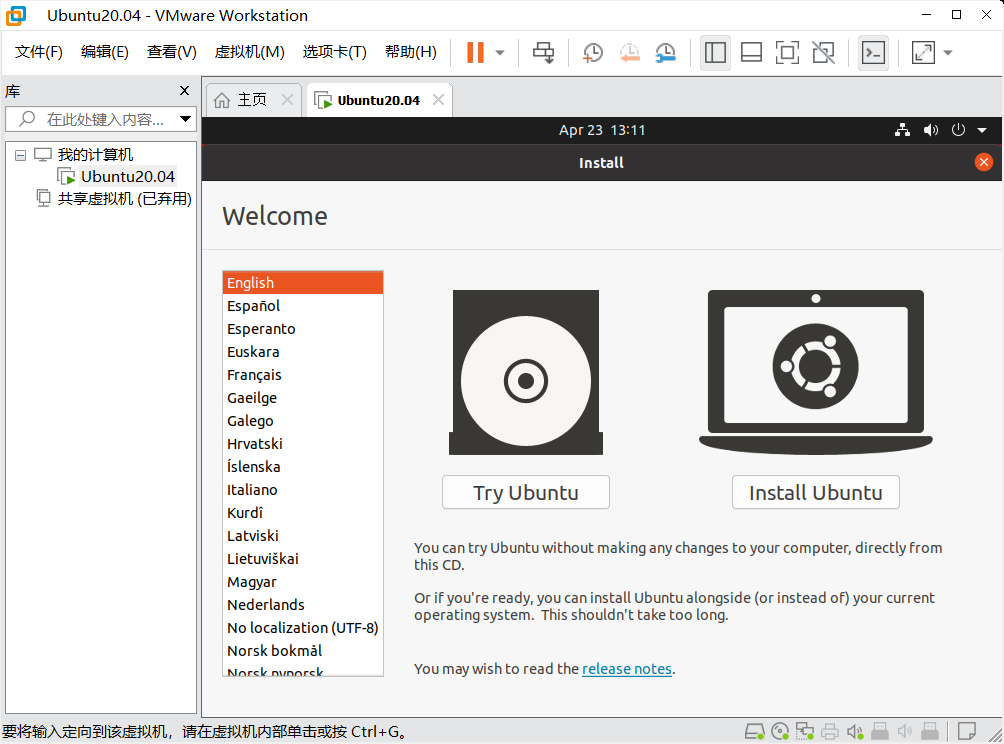 Ubuntu20.04 - VMware Workstation
文件(F) 编辑(E) 查看(V) 虚拟机(M) 选项卡(T) 帮助(H)
库
在此处键入内容...
我的计算机
Ubuntu20.04
共享虚拟机 (已弃用)
主页 Ubuntu20.04
Apr 23 13:11
Install
Welcome
English
Español
Esperanto
Euskara
Français
Gaeilge
Galego
Hrvatski
Íslenska
Italiano
Kurdî
Latviski
Lietuviškai
Magyar
Nederlands
No localization (UTF-8)
Norsk bokmål
Norsk nynorsk
Try Ubuntu
Install Ubuntu
You can try Ubuntu without making any changes to your computer, directly from
this CD.
Or if you're ready, you can install Ubuntu alongside (or instead of) your current
operating system. This shouldn't take too long.
You may wish to read the release notes.
要将输入定向到该虚拟机，请在虚拟机内部单击或按 Ctrl+G。